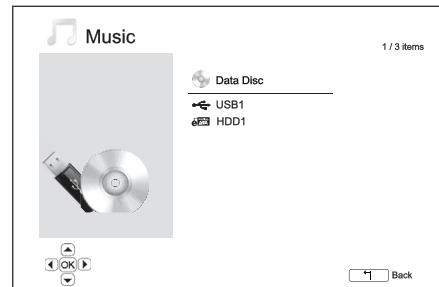 Music
1 / 3 items
Data Disc
USB1
HDD1
OK
Back